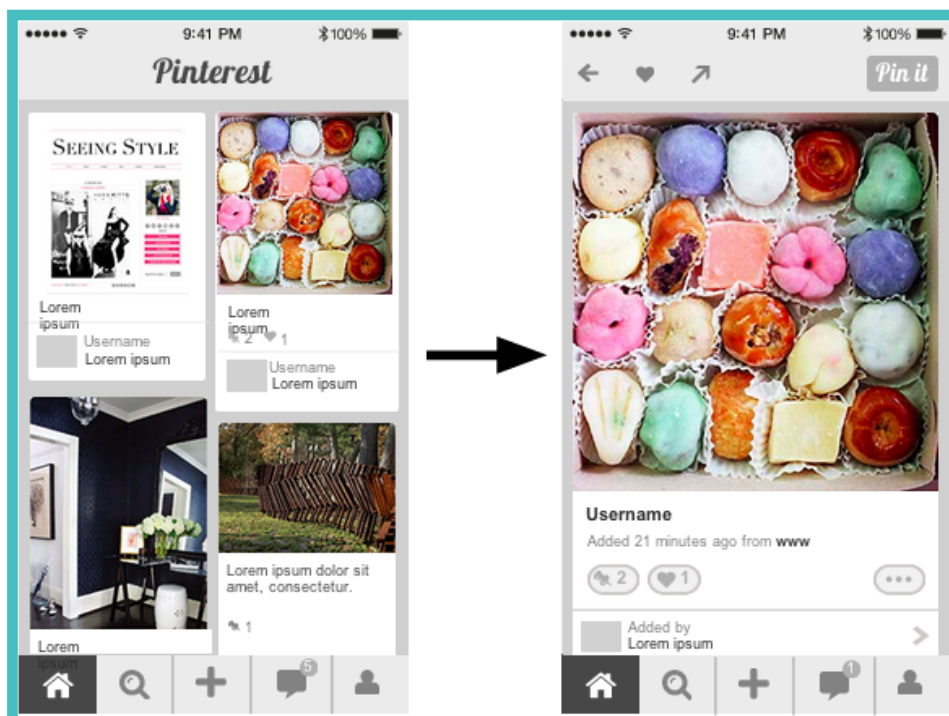 9:41 PM
100%
Pinterest
SEEING STYLE
Lorem
ipsum
Username
Lorem ipsum
Lorem
ipsum
2 1
Username
Lorem ipsum
Lorem
ipsum
Lorem ipsum dolor sit
amet, consectetur.
1
5
9:41 PM
100%
Pin it
Username
Added 21 minutes ago from www
2 1
Added by
Lorem ipsum
1